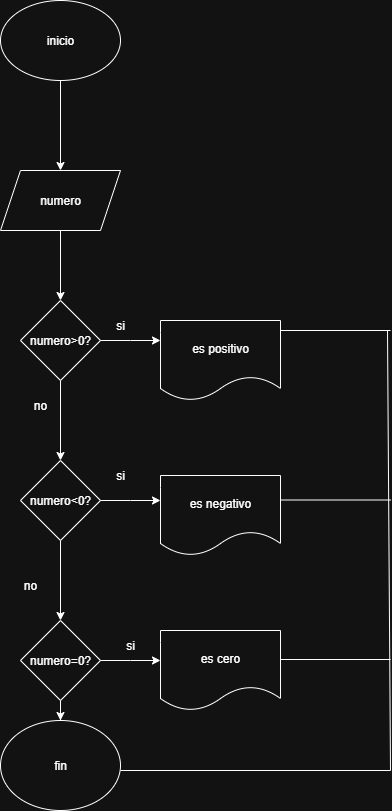 inicio
numero
numero>0?
si
es positivo
no
numero<0?
si
es negativo
no
numero=0?
si
es cero
fin